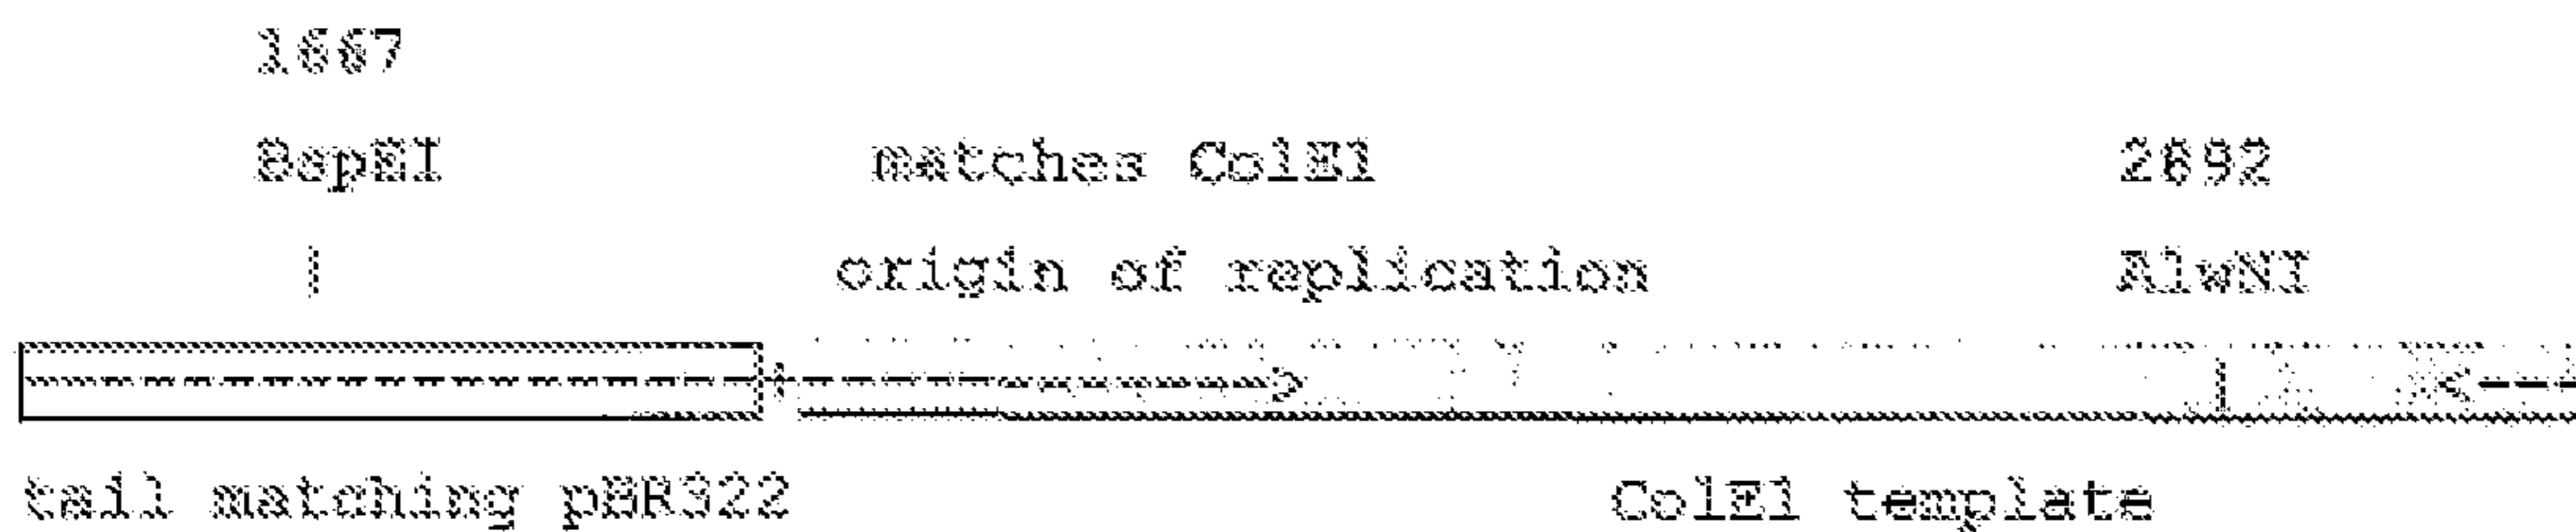 1667
BspEI matches ColE1 2692
origin of replication AlwNI
tail matching pBR322 ColE1 template